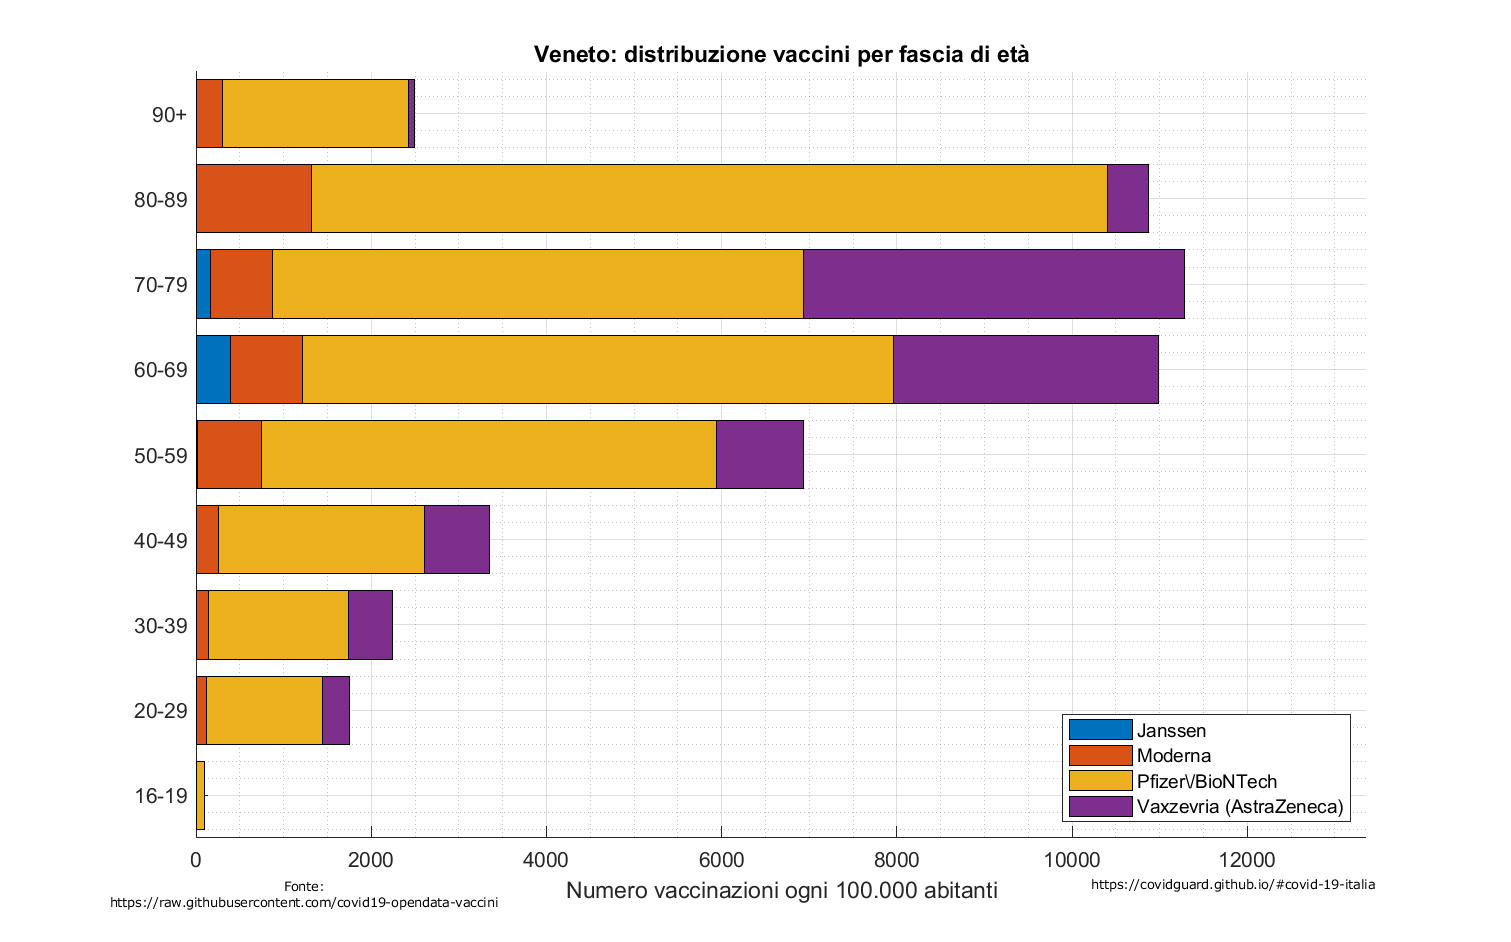 Veneto: distribuzione vaccini per fascia di età
90+
80-89
70-79
60-69
50-59
40-49
30-39
20-29
16-19
Janssen
Moderna
Pfizer\/BioNTech
Vaxzevria (AstraZeneca)
0 2000 4000 6000 8000 10000 12000
Numero vaccinazioni ogni 100.000 abitanti
Fonte:
https://raw.githubusercontent.com/covid19-opendata-vaccini
https://covidguard.github.io/#covid-19-italia